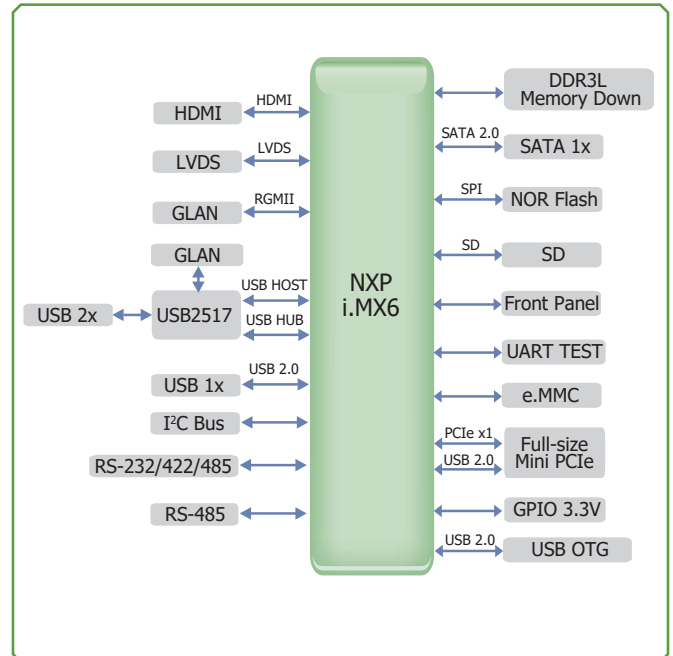 HDMI
HDMI
LVDS
LVDS
RGMII
GLAN
GLAN
USB HOST
USB 2x
USB2517
USB HUB
USB 2.0
USB 1x
I²C Bus
RS-232/422/485
RS-485
NXP
i.MX6
DDR3L
Memory Down
SATA 2.0
SATA 1x
SPI
NOR Flash
SD
SD
Front Panel
UART TEST
e.MMC
PCIe x1
Full-size
Mini PCIe
USB 2.0
GPIO 3.3V
USB 2.0
USB OTG